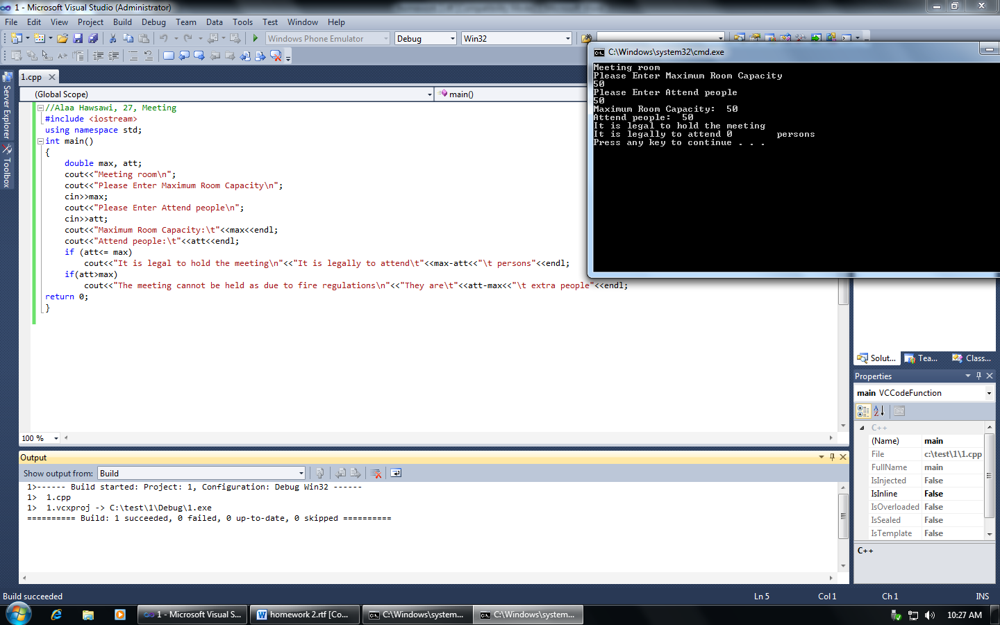 1 - Microsoft Visual Studio (Administrator)
File Edit View Project Build Debug Team Data Tools Test Window Help
Windows Phone Emulator Debug Win32
1.cpp
(Global Scope) main()
Server Explorer
Toolbox
//Alaa Hawsawi, 27, Meeting
#include <iostream>
using namespace std;
int main()
{
double max, att;
cout<<"Meeting room\n";
cout<<"Please Enter Maximum Room Capacity\n";
cin>>max;
cout<<"Please Enter Attend people\n";
cin>>att;
cout<<"Maximum Room Capacity:\t"<<max<<endl;
cout<<"Attend people:\t"<<att<<endl;
if (att<= max)
cout<<"It is legal to hold the meeting\n"<<"It is legally to attend\t"<<max-att<<"\t persons"<<endl;
if(att>max)
cout<<"The meeting cannot be held as due to fire regulations\n"<<"They are\t"<<att-max<<"\t extra people"<<endl;
return 0;
}
100 %
C:\Windows\system32\cmd.exe
Meeting room
Please Enter Maximum Room Capacity
50
Please Enter Attend people
50
Maximum Room Capacity:  50
Attend people:  50
It is legal to hold the meeting
It is legally to attend 0        persons
Press any key to continue . . .
Solut... Tea... Class...
Properties
main VCCodeFunction
C++
(Name) main
File c:\test\1\1.cpp
FullName main
IsInjected False
IsInline False
IsOverloaded False
IsSealed False
IsTemplate False
C++
Output
Show output from: Build
1>------ Build started: Project: 1, Configuration: Debug Win32 ------
1>  1.cpp
1>  1.vcxproj -> C:\test\1\Debug\1.exe
========== Build: 1 succeeded, 0 failed, 0 up-to-date, 0 skipped ==========
Build succeeded Ln 5 Col 1 Ch 1 INS
1 - Microsoft Visual S... homework 2.rtf [Co... C:\Windows\system... C:\Windows\system... 10:27 AM